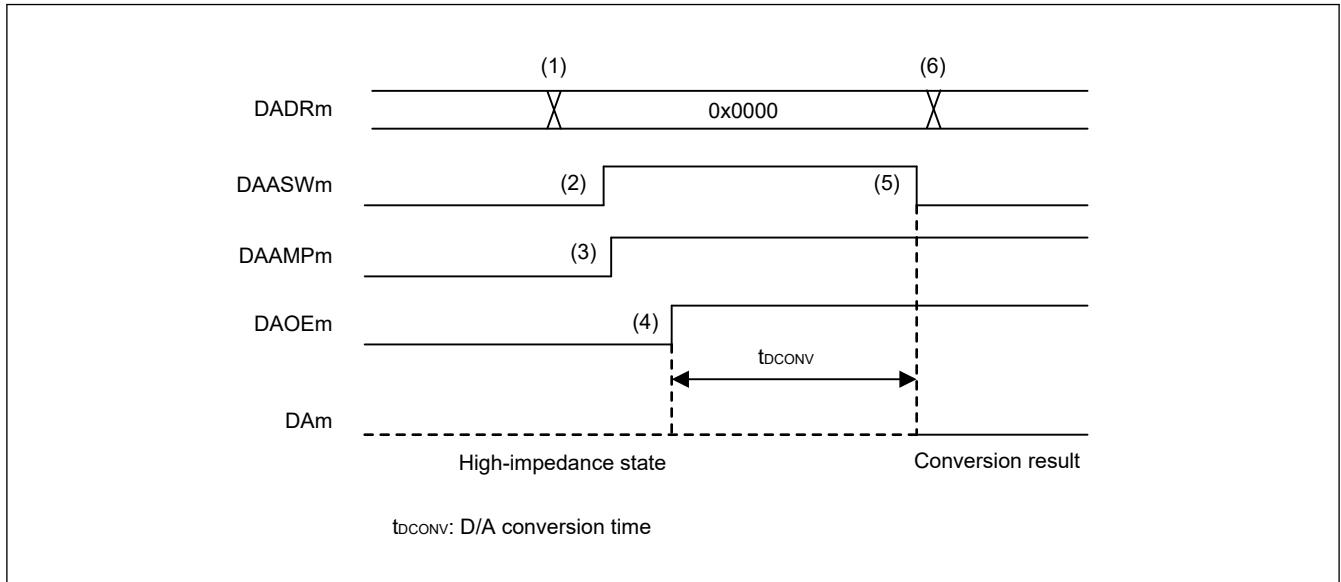 (1) (6)
DADRm 0x0000
DAASWm (2) (5)
DAAMPm (3)
DAOEm (4)
tDCONV
DAm
High-impedance state Conversion result
tDCONV: D/A conversion time